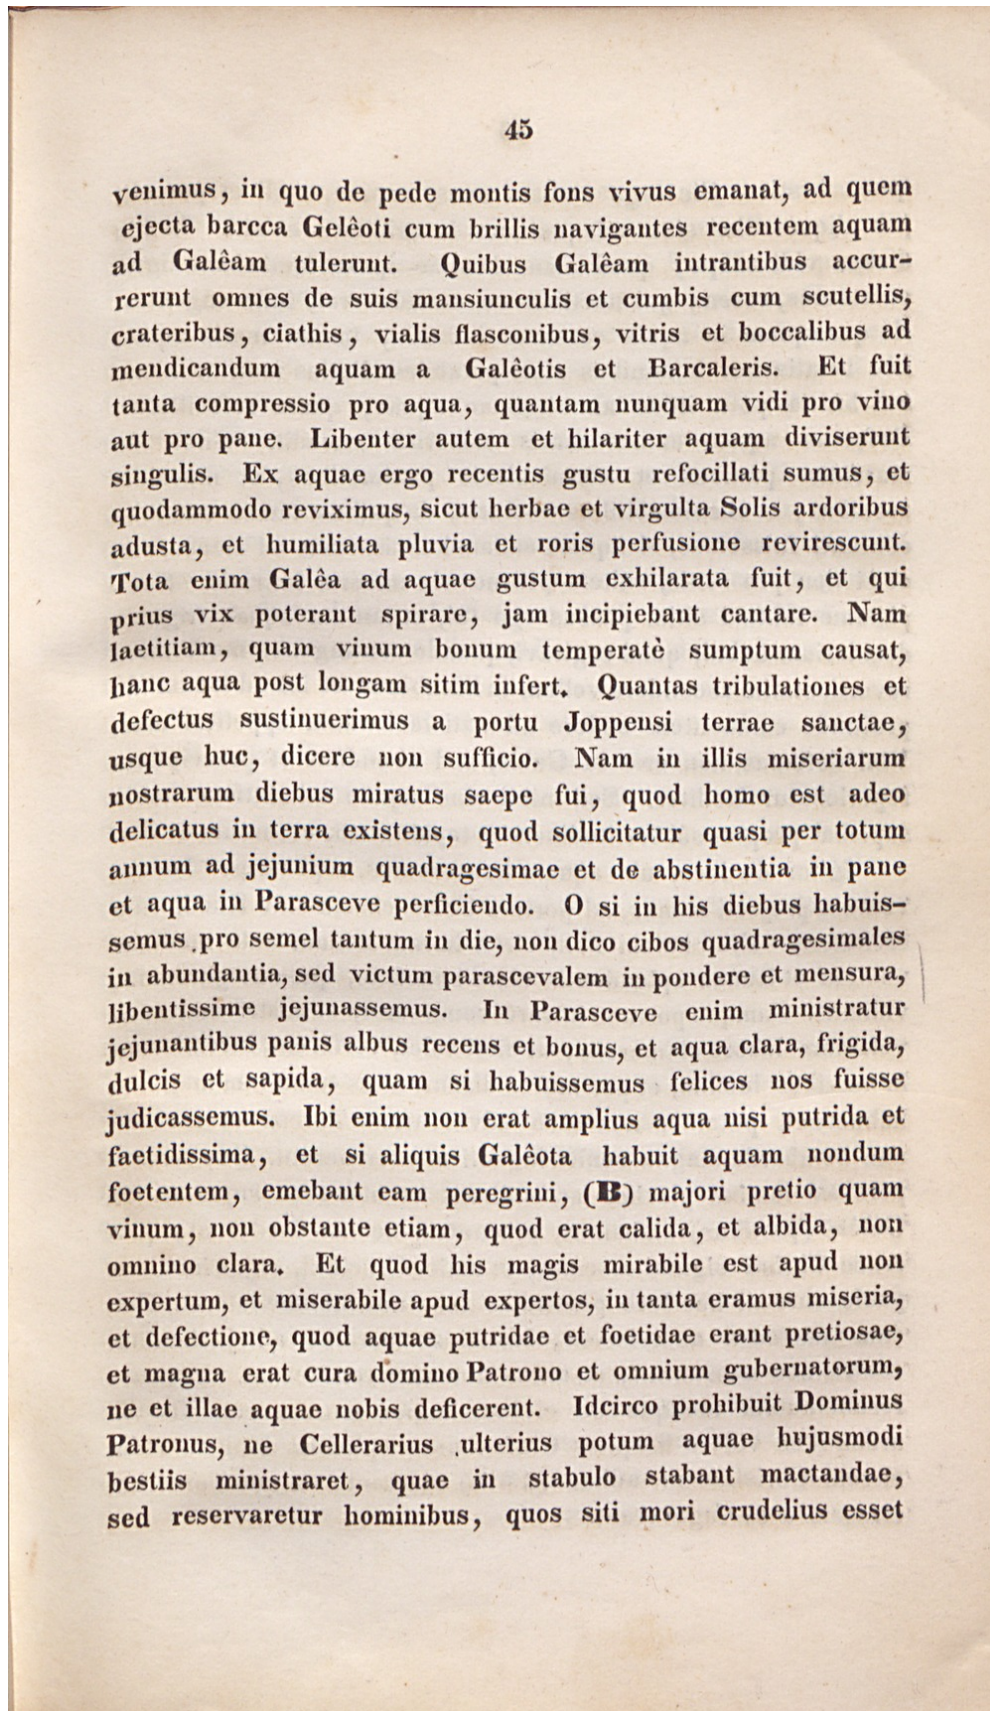 45
venimus, in quo de pede montis fons vivus emanat, ad quem
ejecta barcca Gelêoti cum brillis navigantes recentem aquam
ad Galêam tulerunt. Quibus Galêam intrantibus accur-
rerunt omnes de suis mansiunculis et cumbis cum scutellis,
crateribus, ciathis, vialis flasconibus, vitris et boccalibus ad
mendicandum aquam a Galêotis et Barcaleris. Et fuit
tanta compressio pro aqua, quantam nunquam vidi pro vino
aut pro pane. Libenter autem et hilariter aquam diviserunt
singulis. Ex aquae ergo recentis gustu refocillati sumus, et
quodammodo reviximus, sicut herbae et virgulta Solis ardoribus
adusta, et humiliata pluvia et roris perfusione revirescunt.
Tota enim Galêa ad aquae gustum exhilarata fuit, et qui
prius vix poterant spirare, jam incipiebant cantare. Nam
laetitiam, quam vinum bonum temperatè sumptum causat,
hanc aqua post longam sitim infert. Quantas tribulationes et
defectus sustinuerimus a portu Joppensi terrae sanctae,
usque huc, dicere non sufficio. Nam in illis miseriarum
nostrarum diebus miratus saepe fui, quod homo est adeo
delicatus in terra existens, quod sollicitatur quasi per totum
annum ad jejunium quadragesimae et de abstinentia in pane
et aqua in Parasceve perficiendo. O si in his diebus habuis-
semus pro semel tantum in die, non dico cibos quadragesimales
in abundantia, sed victum parascevalem in pondere et mensura,
libentissime jejunassemus. In Parasceve enim ministratur
jejunantibus panis albus recens et bonus, et aqua clara, frigida,
dulcis et sapida, quam si habuissemus felices nos fuisse
judicassemus. Ibi enim non erat amplius aqua nisi putrida et
faetidissima, et si aliquis Galêota habuit aquam nondum
foetentem, emebant eam peregrini, (B) majori pretio quam
vinum, non obstante etiam, quod erat calida, et albida, non
omnino clara. Et quod his magis mirabile est apud non
expertum, et miserabile apud expertos, in tanta eramus miseria,
et defectione, quod aquae putridae et foetidae erant pretiosae,
et magna erat cura domino Patrono et omnium gubernatorum,
ne et illae aquae nobis deficerent. Idcirco prohibuit Dominus
Patronus, ne Cellerarius ulterius potum aquae hujusmodi
bestiis ministraret, quae in stabulo stabant mactandae,
sed reservaretur hominibus, quos siti mori crudelius esset